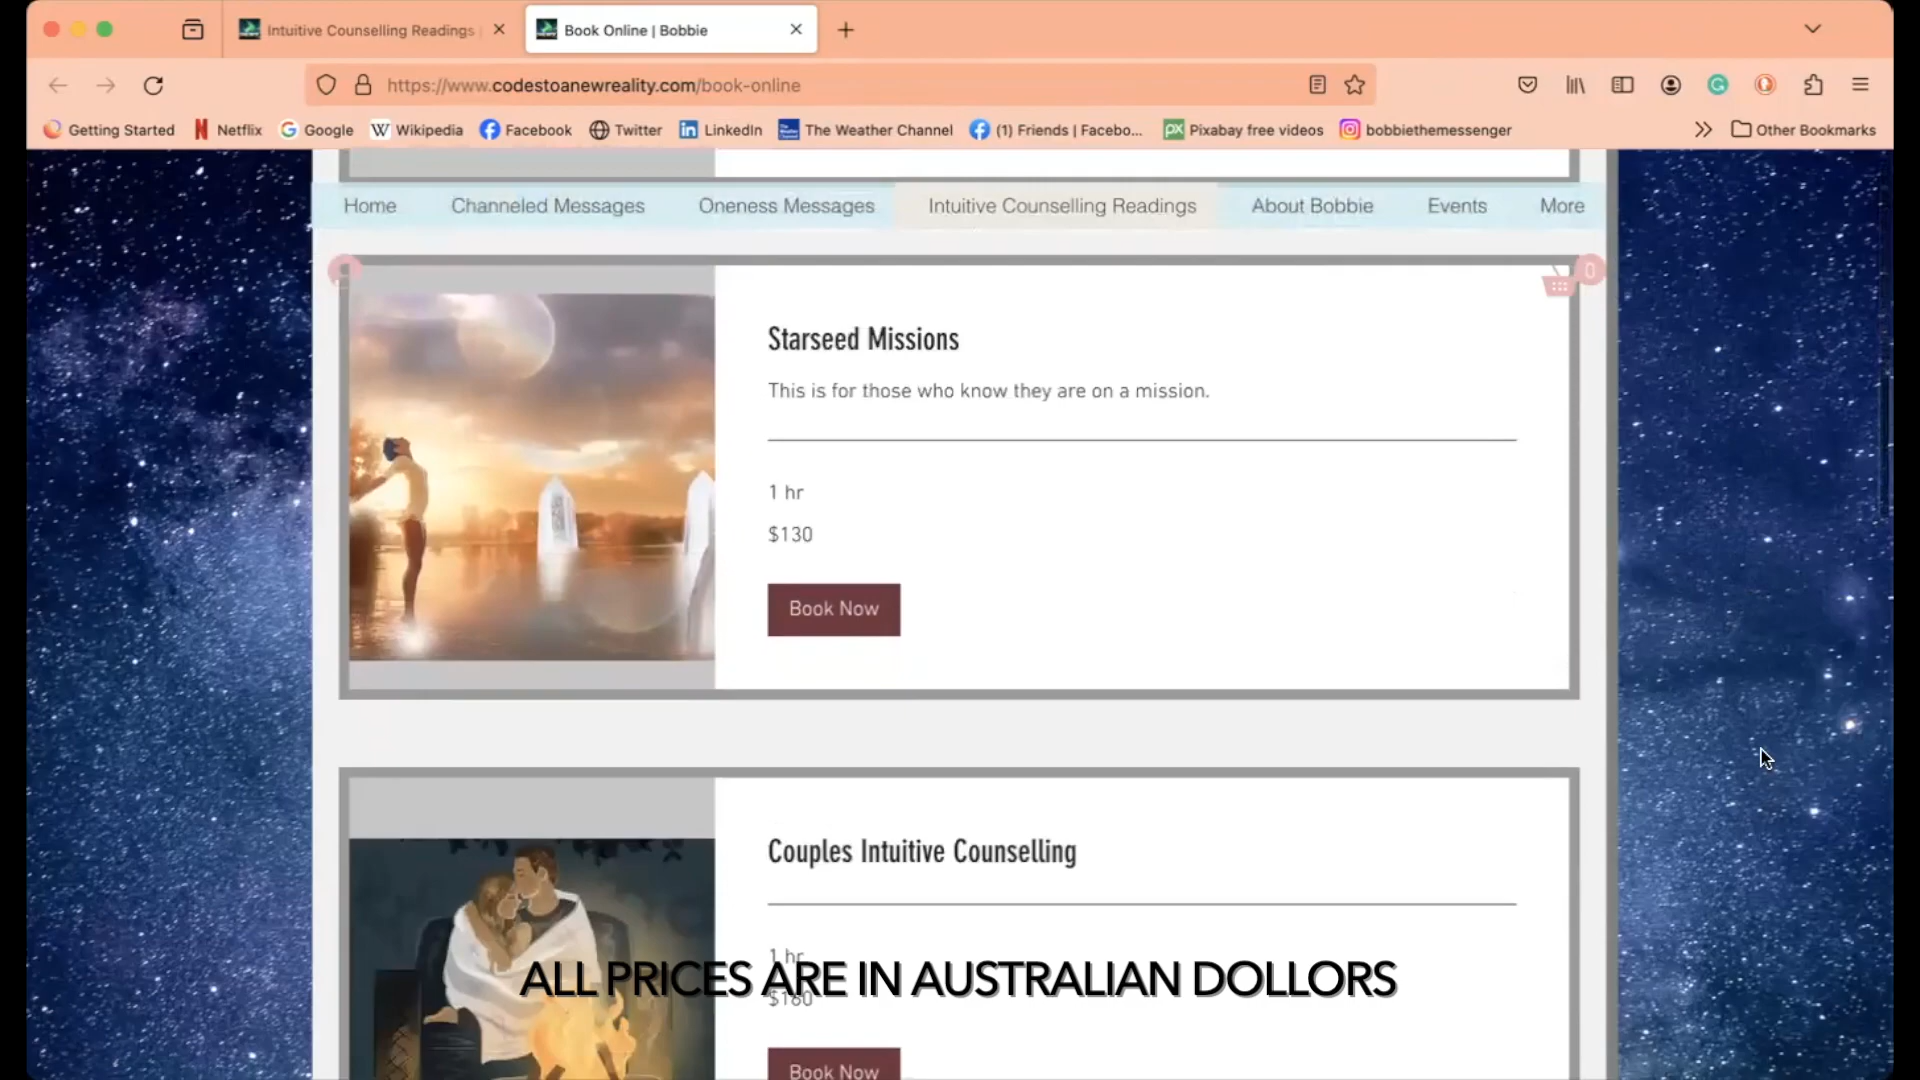 Intuitive Counselling Readings
Book Online | Bobbie
https://www.codestoanewreality.com/book-online
Getting Started
Netflix
Google
Wikipedia
Facebook
Twitter
LinkedIn
The Weather Channel
(1) Friends | Facebo...
Pixabay free videos
bobbiethemessenger
Other Bookmarks
Home
Channeled Messages
Oneness Messages
Intuitive Counselling Readings
About Bobbie
Events
More
0
Starseed Missions
This is for those who know they are on a mission.
1 hr
$130
Book Now
Couples Intuitive Counselling
1 hr
ALL PRICES ARE IN AUSTRALIAN DOLLORS
Book Now